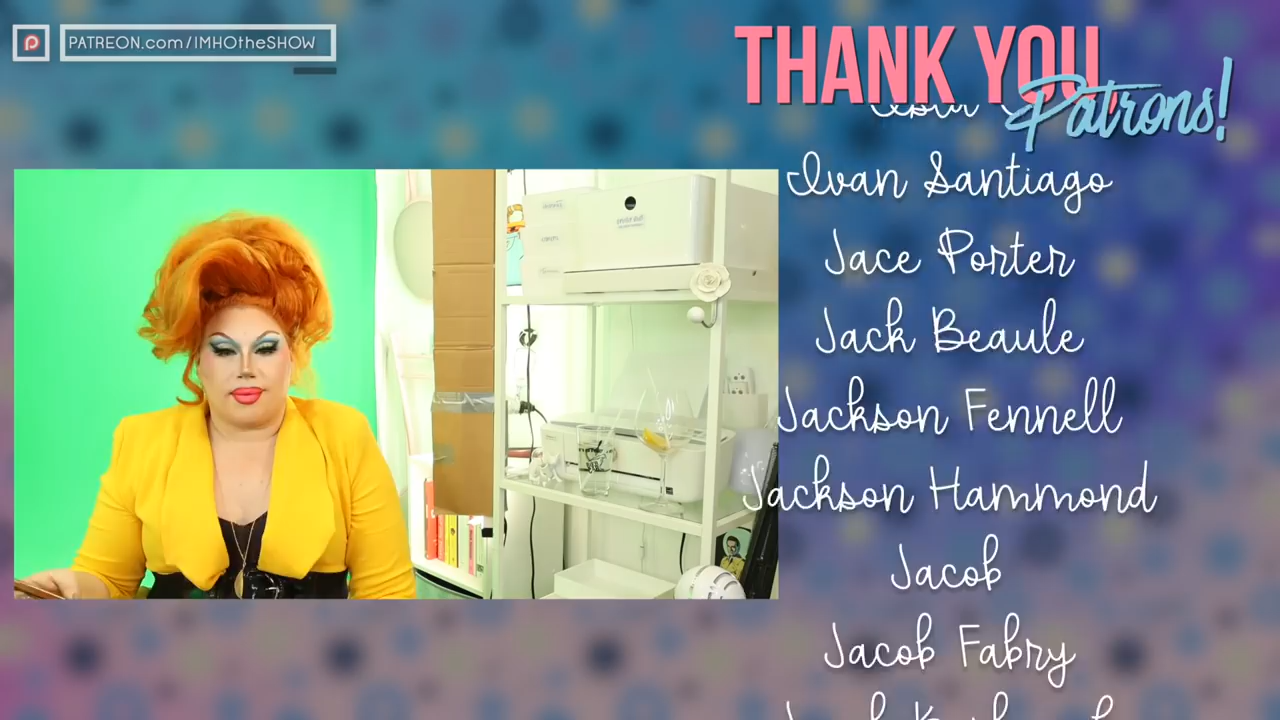 PATREON.com/IMHOtheSHOW
THANK YOU,
Patrons!
Ivan Santiago
Jace Porter
Jack Beaule
Jackson Fennell
Jackson Hammond
Jacob
Jacob Fabry